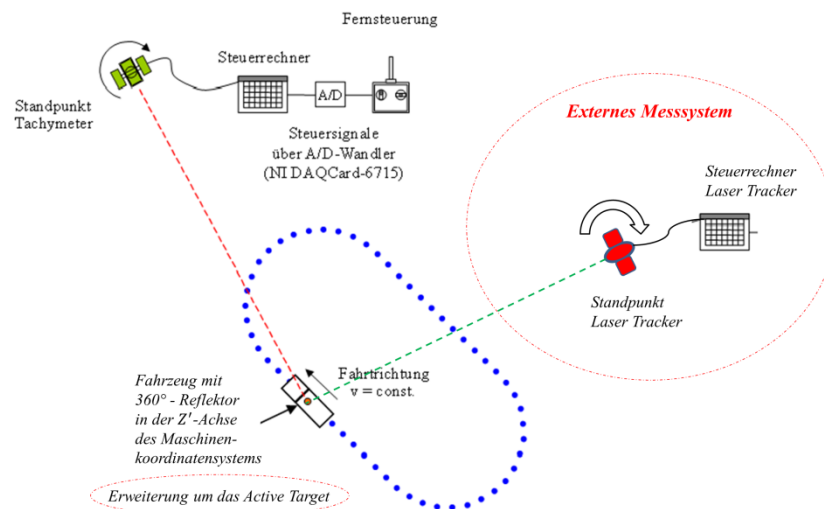 Fernsteuerung
Steuerrechner
A/D
Standpunkt
Tachymeter
Steuersignale
über A/D-Wandler
(NI DAQCard-6715)
Externes Messsystem
Steuerrechner
Laser Tracker
Standpunkt
Laser Tracker
Fahrtrichtung
v = const.
Fahrzeug mit
360° - Reflektor
in der Z'-Achse
des Maschinen-
koordinatensystems
Erweiterung um das Active Target